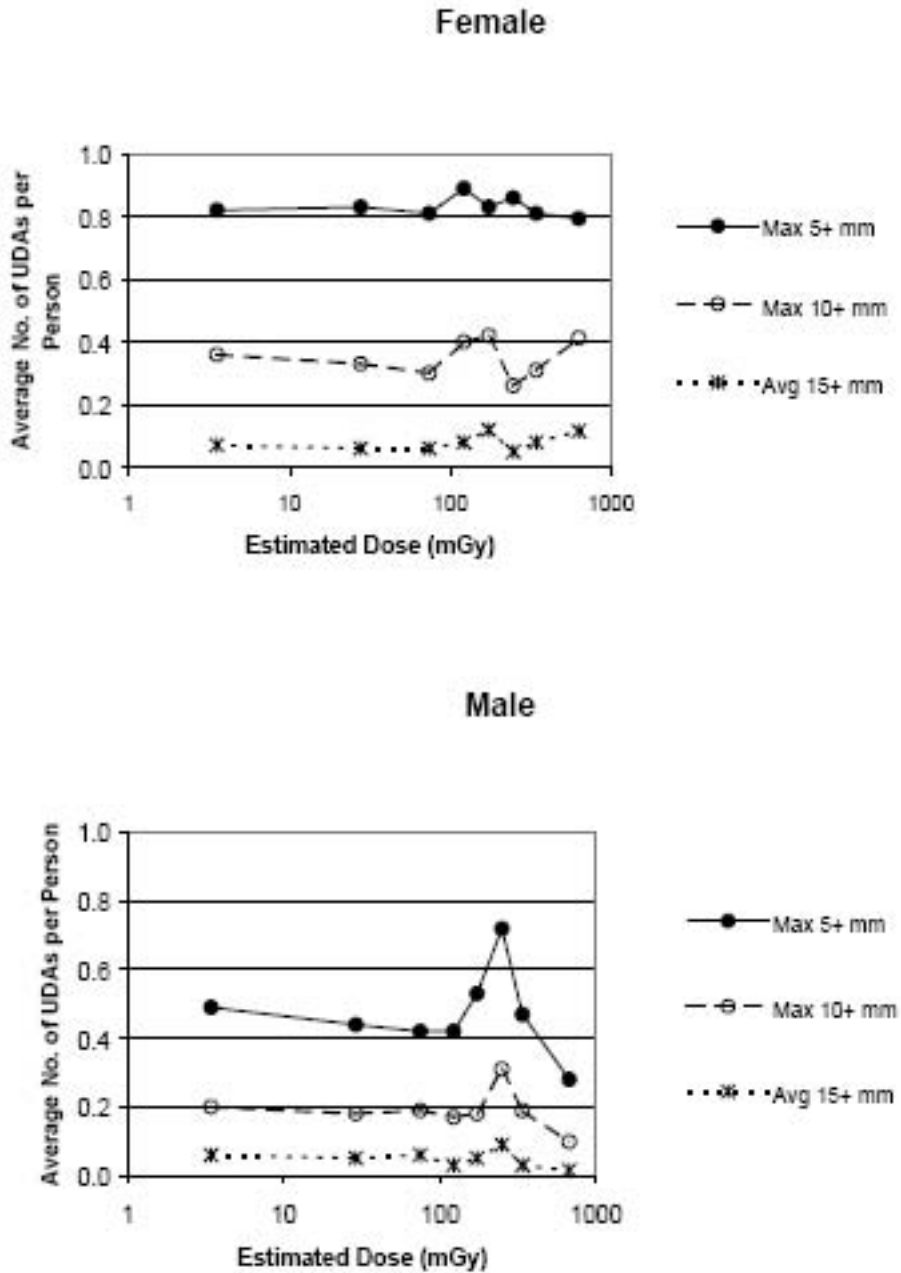 Female
Average No. of UDAs per
Person
1.0
0.8
0.6
0.4
0.2
0.0
1
10
100
1000
Estimated Dose (mGy)
Max 5+ mm
Max 10+ mm
Avg 15+ mm
Male
Average No. of UDAs per Person
1.0
0.8
0.6
0.4
0.2
0.0
1
10
100
1000
Estimated Dose (mGy)
Max 5+ mm
Max 10+ mm
Avg 15+ mm